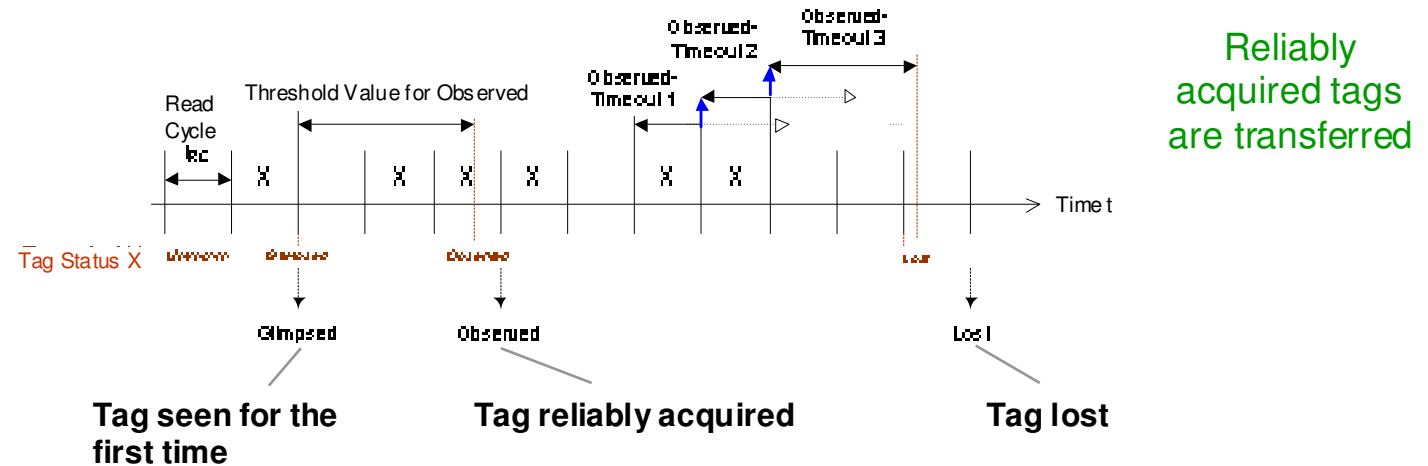 Observed-
Timeout 3
Observed-
Timeout 2
Observed-
Timeout 1
Reliably
acquired tags
are transferred
Threshold Value for Observed
Read
Cycle
X
X
X
X
X
X
Time t
Tag Status X
Glimpsed
Observed
Lost
Tag seen for the
first time
Tag reliably acquired
Tag lost